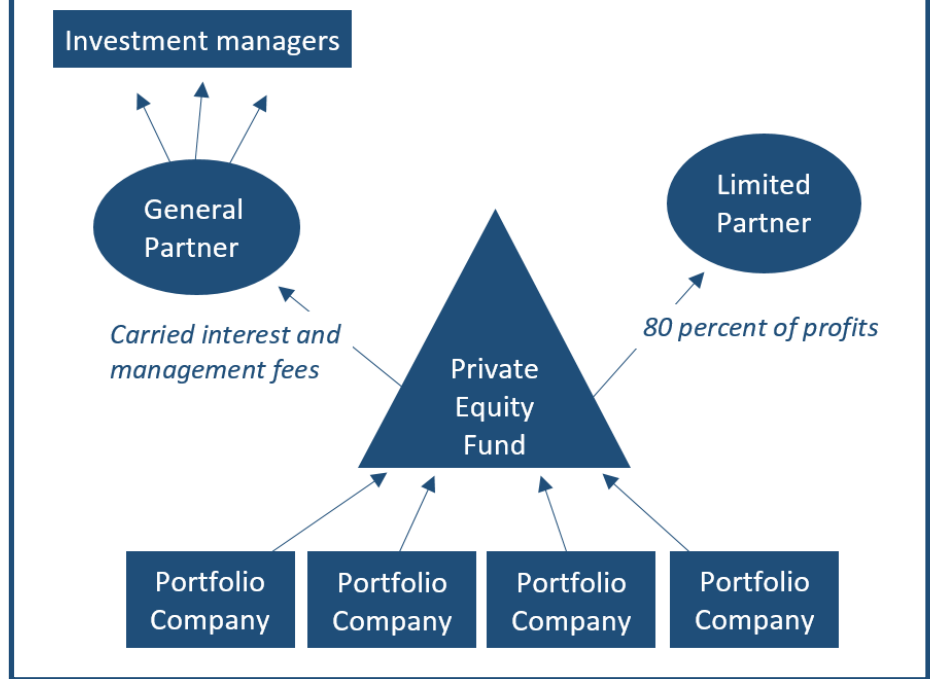 Investment managers
General
Partner
Limited
Partner
Carried interest and
management fees
80 percent of profits
Private
Equity
Fund
Portfolio
Company
Portfolio
Company
Portfolio
Company
Portfolio
Company